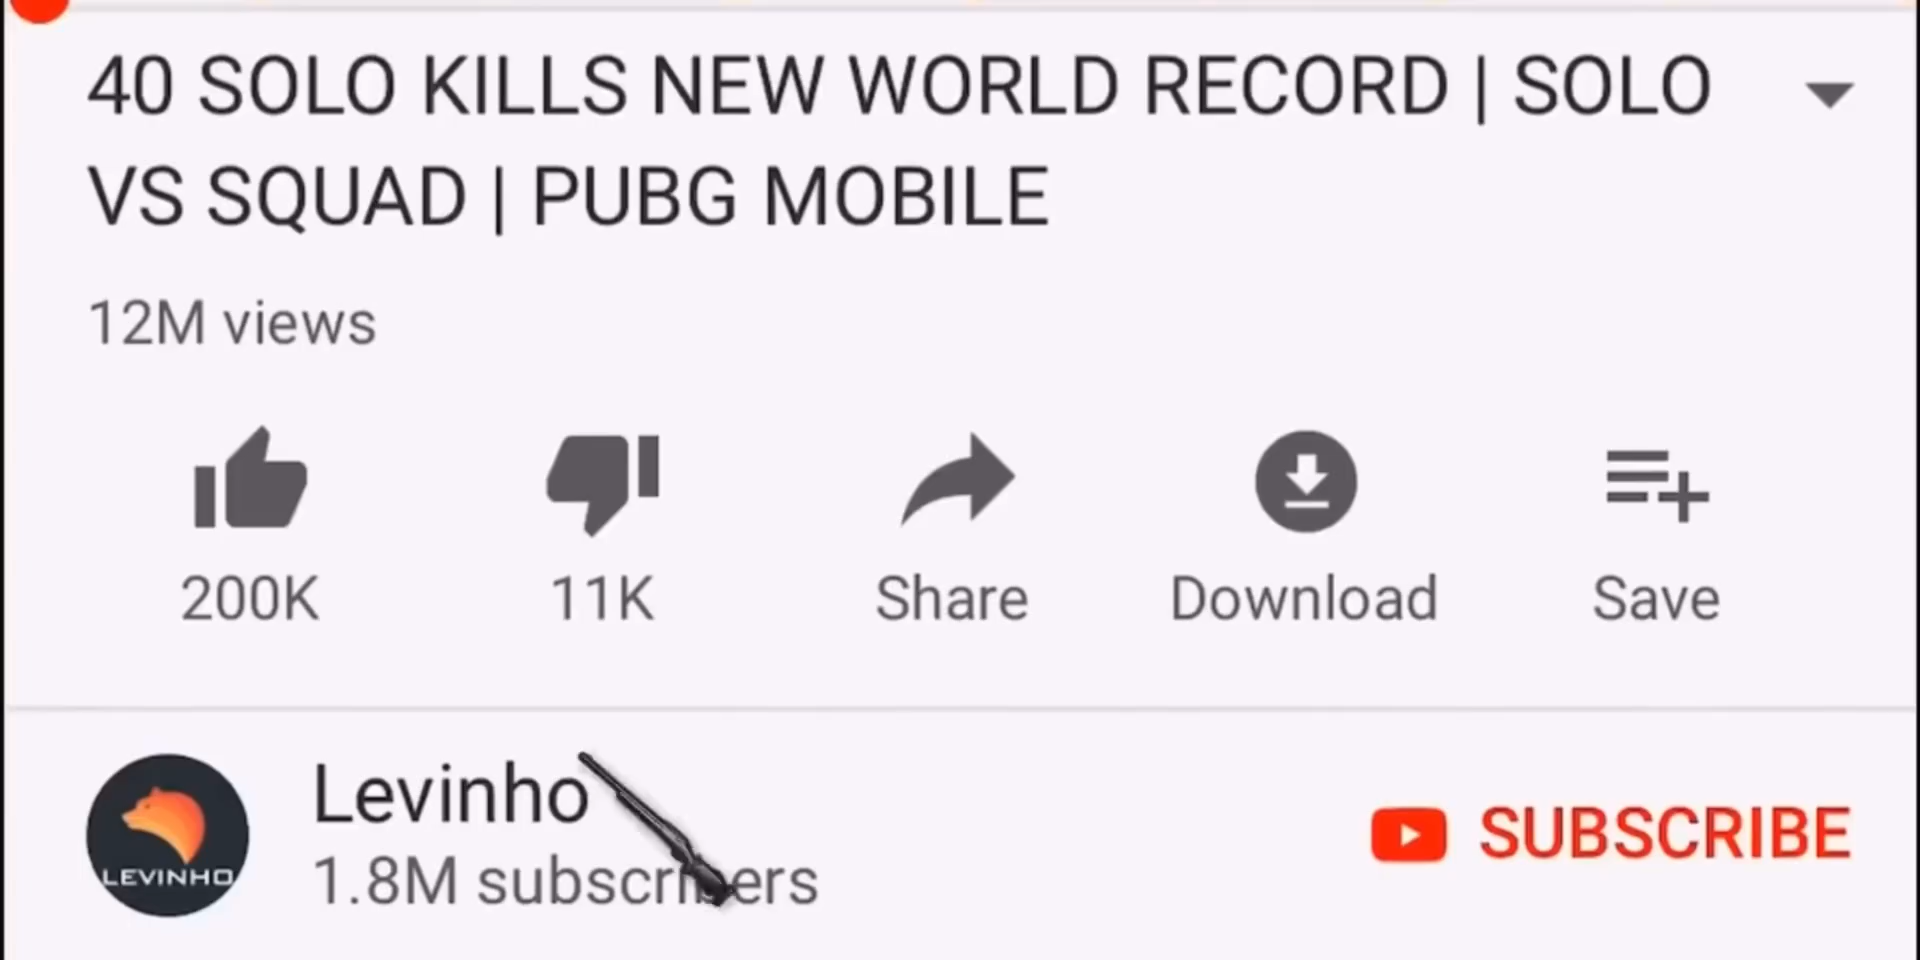 40 SOLO KILLS NEW WORLD RECORD | SOLO
VS SQUAD | PUBG MOBILE
12M views
200K
11K
Share
Download
Save
Levinho
1.8M subscribers
LEVINHO
SUBSCRIBE